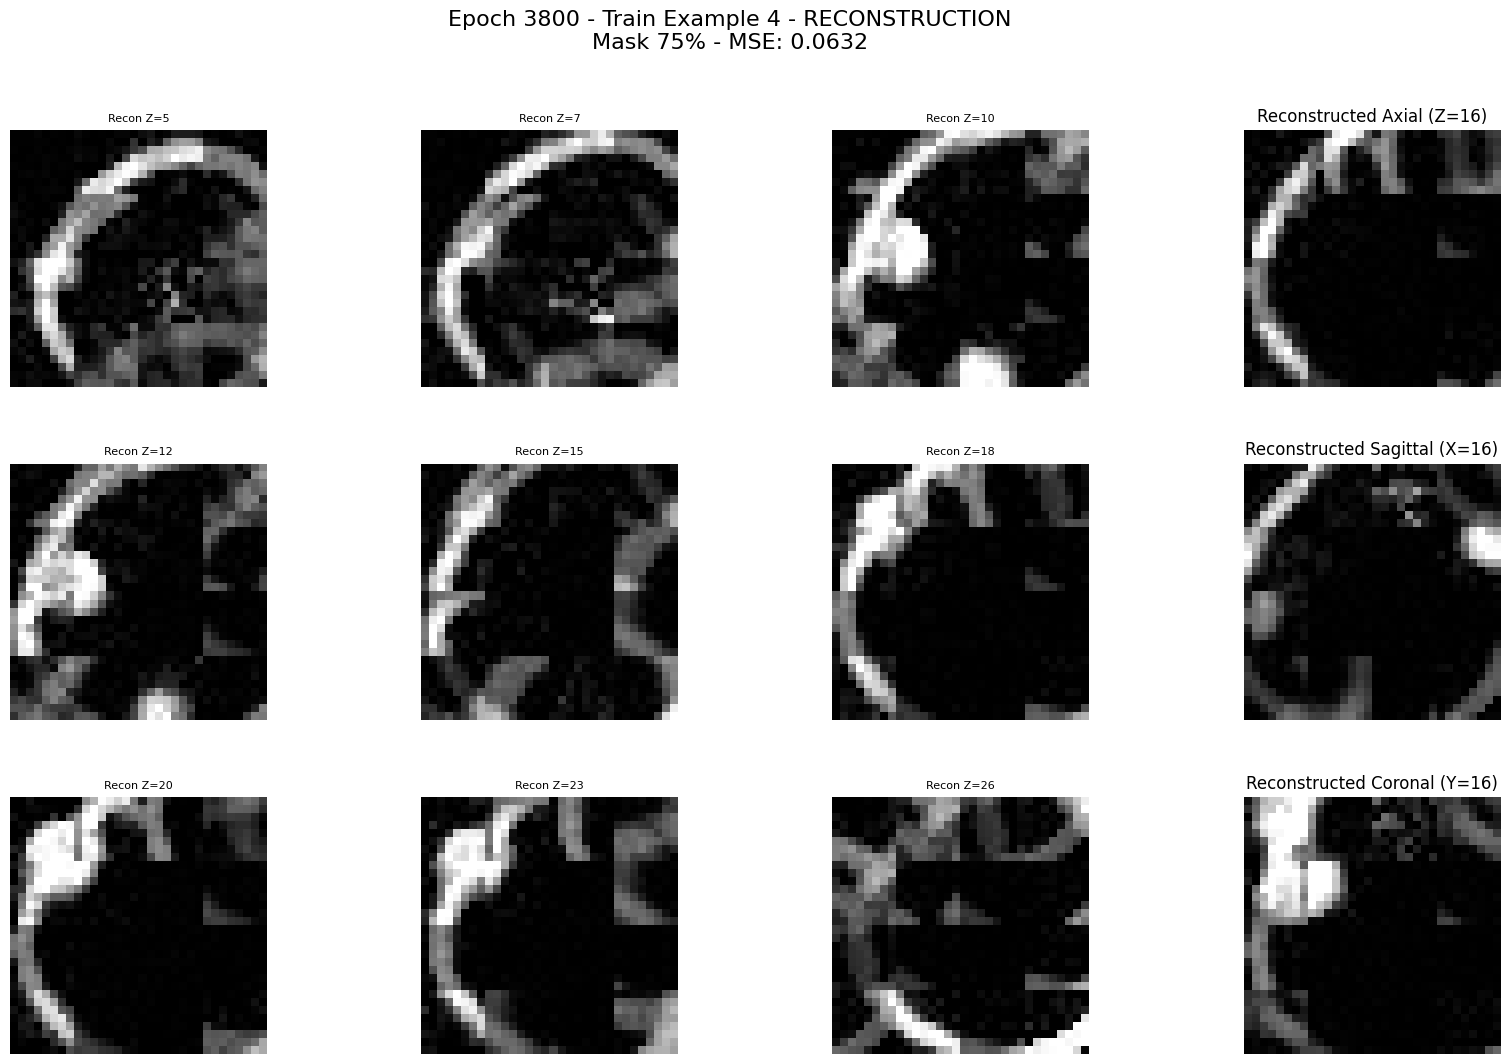 Epoch 3800 - Train Example 4 - RECONSTRUCTION
Mask 75% - MSE: 0.0632
Recon Z=5
Recon Z=7
Recon Z=10
Reconstructed Axial (Z=16)
Recon Z=12
Recon Z=15
Recon Z=18
Reconstructed Sagittal (X=16)
Recon Z=20
Recon Z=23
Recon Z=26
Reconstructed Coronal (Y=16)